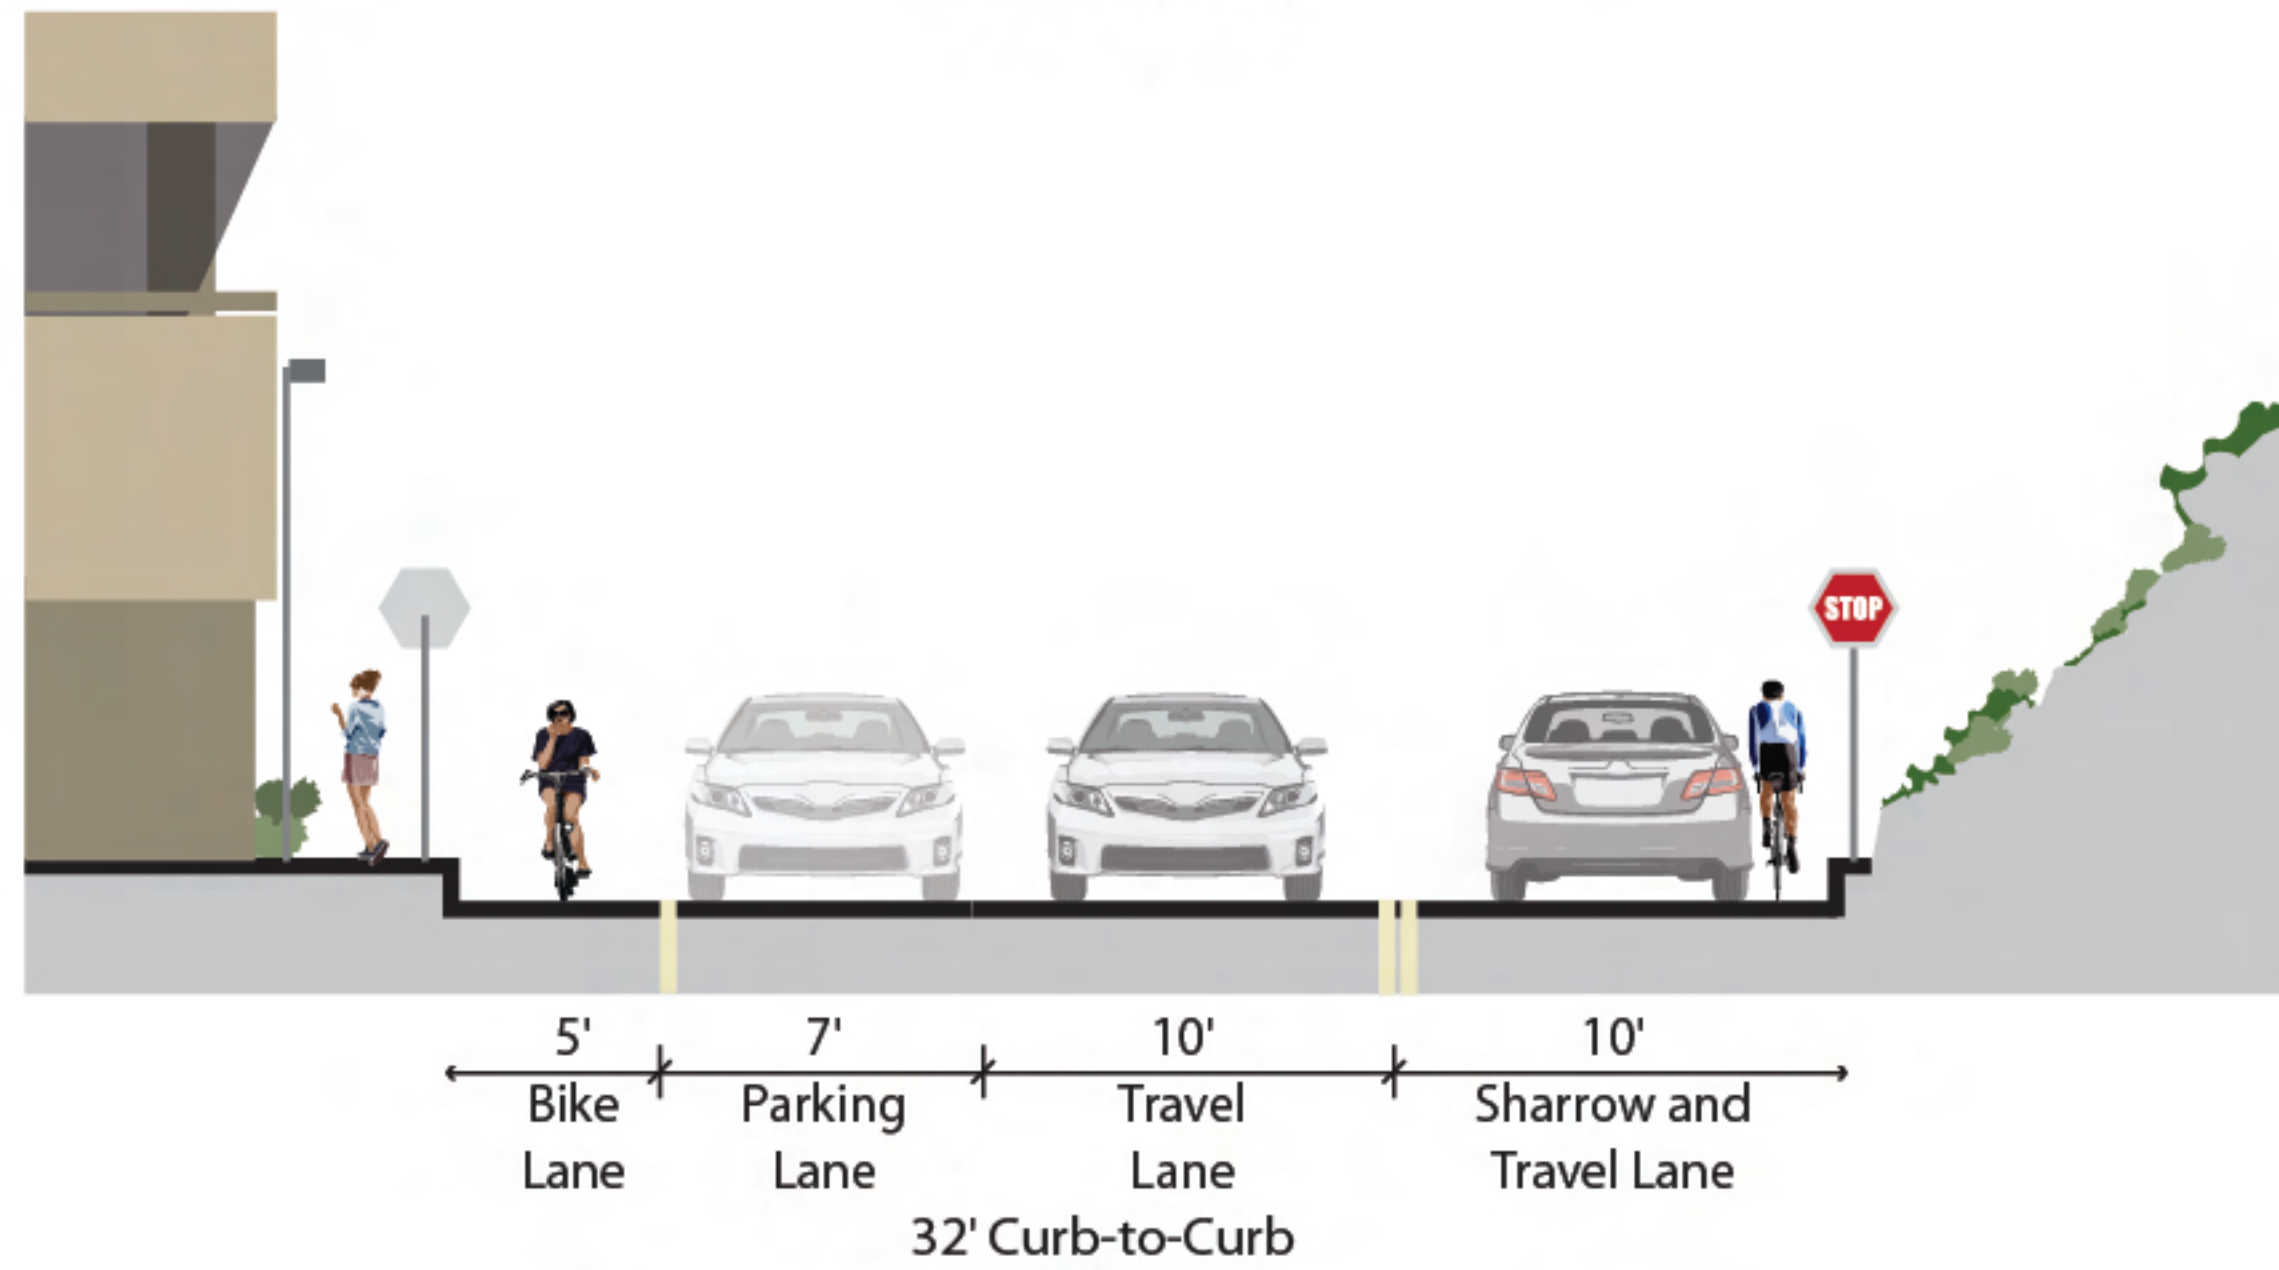 STOP
5'
7'
10'
10'
Bike
Lane
Parking
Lane
Travel
Lane
Sharrow and
Travel Lane
32' Curb-to-Curb